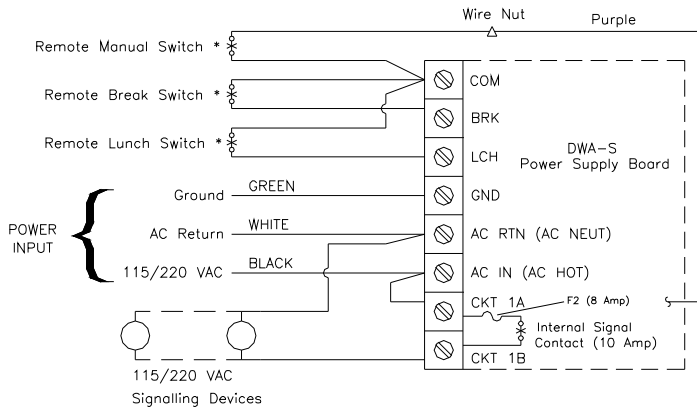 Wire Nut
Purple
Remote Manual Switch *
COM
Remote Break Switch *
BRK
DWA-S
Power Supply Board
Remote Lunch Switch *
LCH
Ground
GREEN
GND
POWER
INPUT
AC Return
WHITE
AC RTN (AC NEUT)
115/220 VAC
BLACK
AC IN (AC HOT)
CKT 1A
F2 (8 Amp)
Internal Signal
Contact (10 Amp)
CKT 1B
115/220 VAC
Signalling Devices